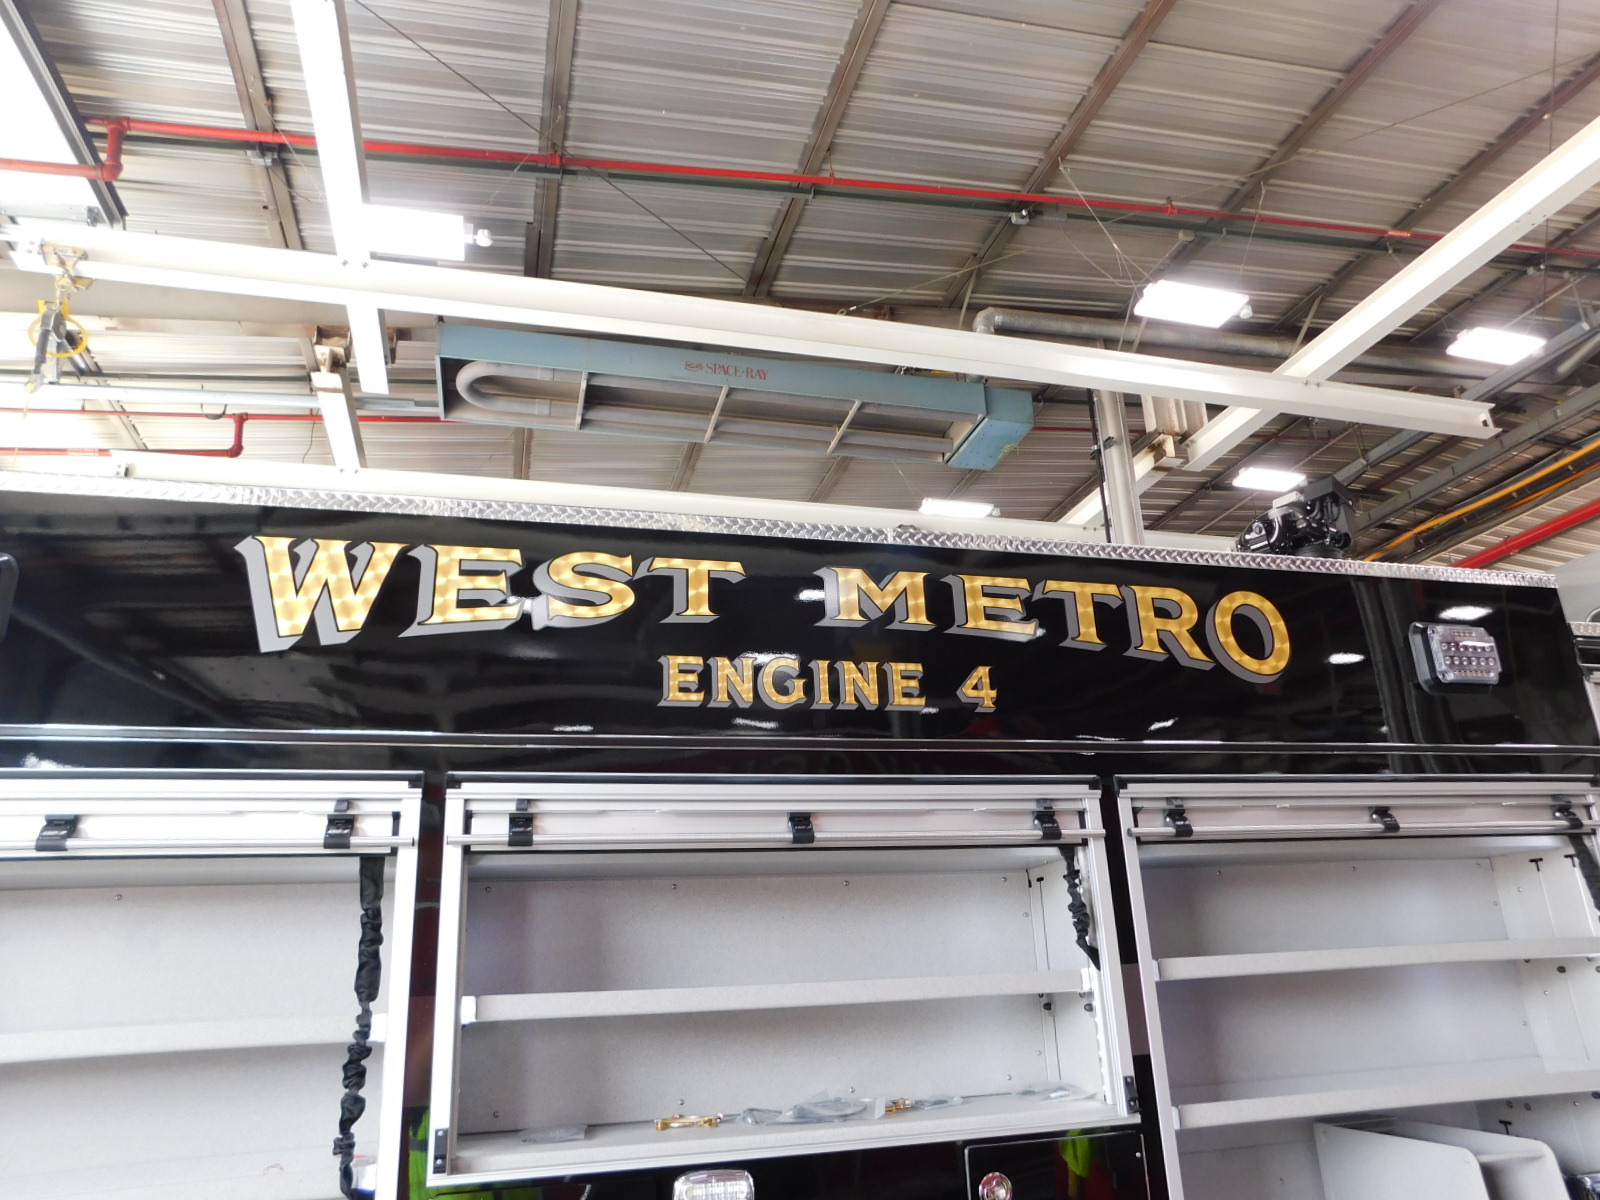 SPACE-RAY
WEST METRO
ENGINE 4